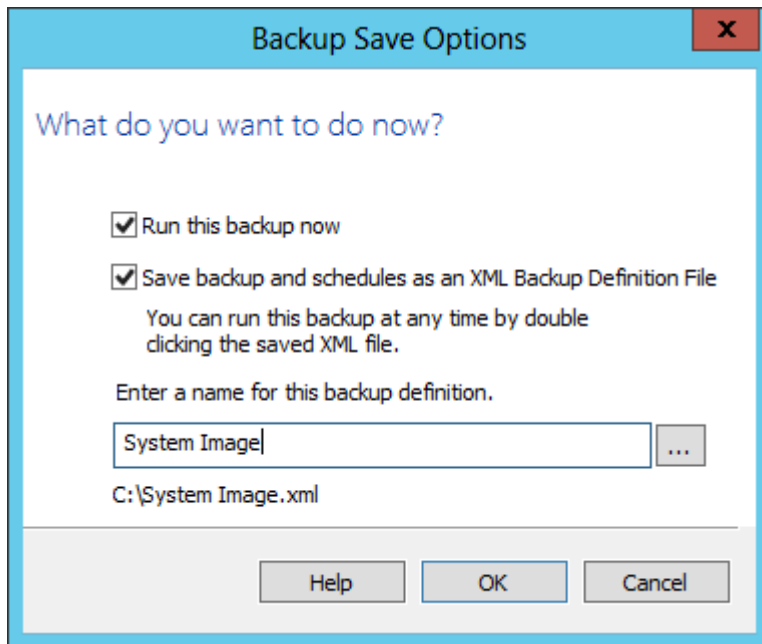 Backup Save Options
x
What do you want to do now?
Run this backup now
Save backup and schedules as an XML Backup Definition File
You can run this backup at any time by double
clicking the saved XML file.
Enter a name for this backup definition.
System Image
...
C:\System Image.xml
Help OK Cancel